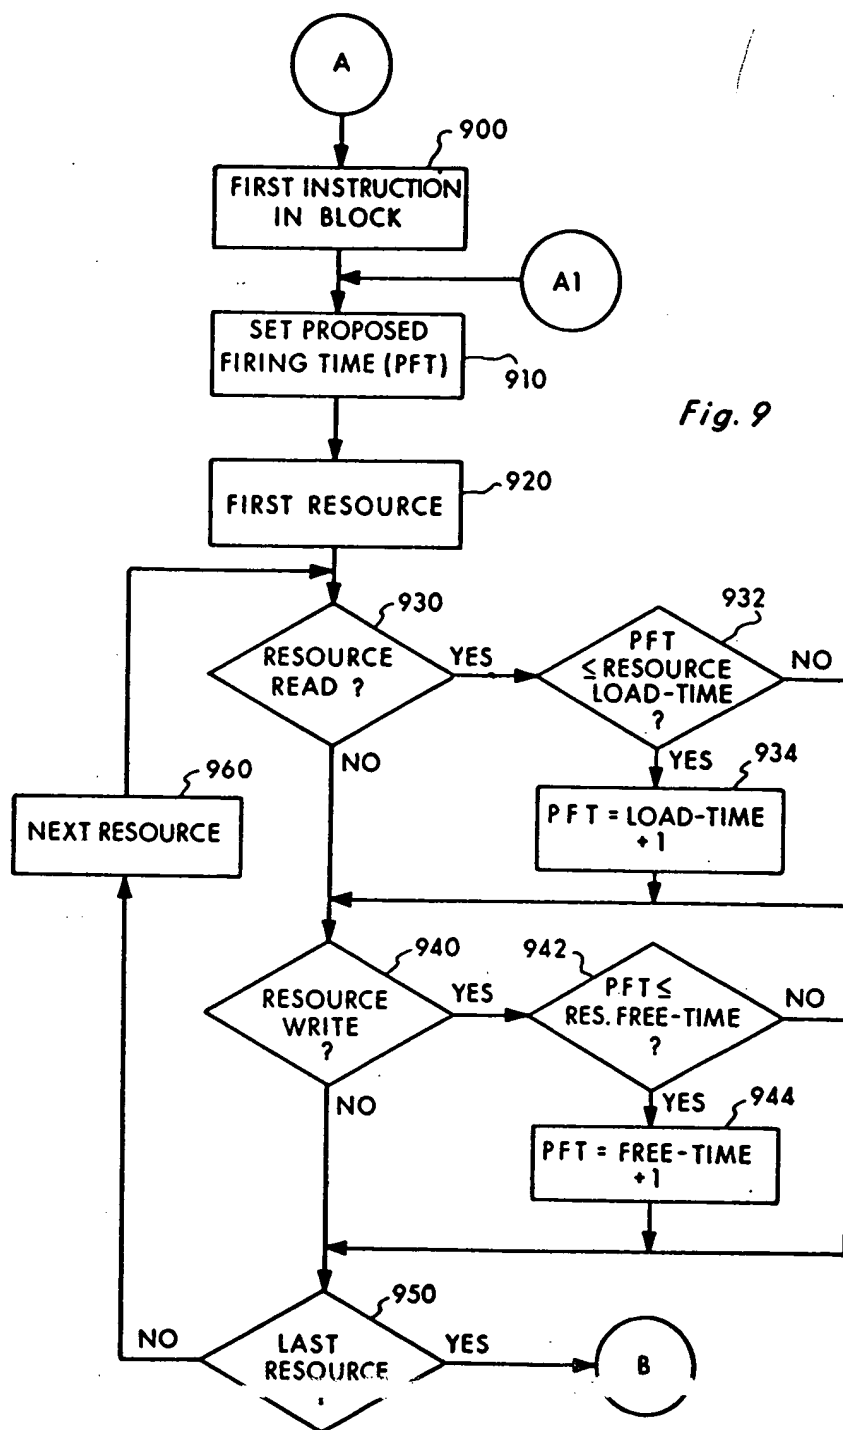 A
900
FIRST INSTRUCTION
IN BLOCK
A1
SET PROPOSED
FIRING TIME (PFT)
910
Fig. 9
920
FIRST RESOURCE
930
RESOURCE
READ ?
YES
NO
932
PFT
≤ RESOURCE
LOAD-TIME
?
NO
YES
934
PFT = LOAD-TIME
+1
960
NEXT RESOURCE
940
RESOURCE
WRITE
?
YES
NO
942
PFT ≤
RES. FREE-TIME
?
NO
YES
944
PFT = FREE-TIME
+1
950
LAST
RESOURCE
NO
YES
B